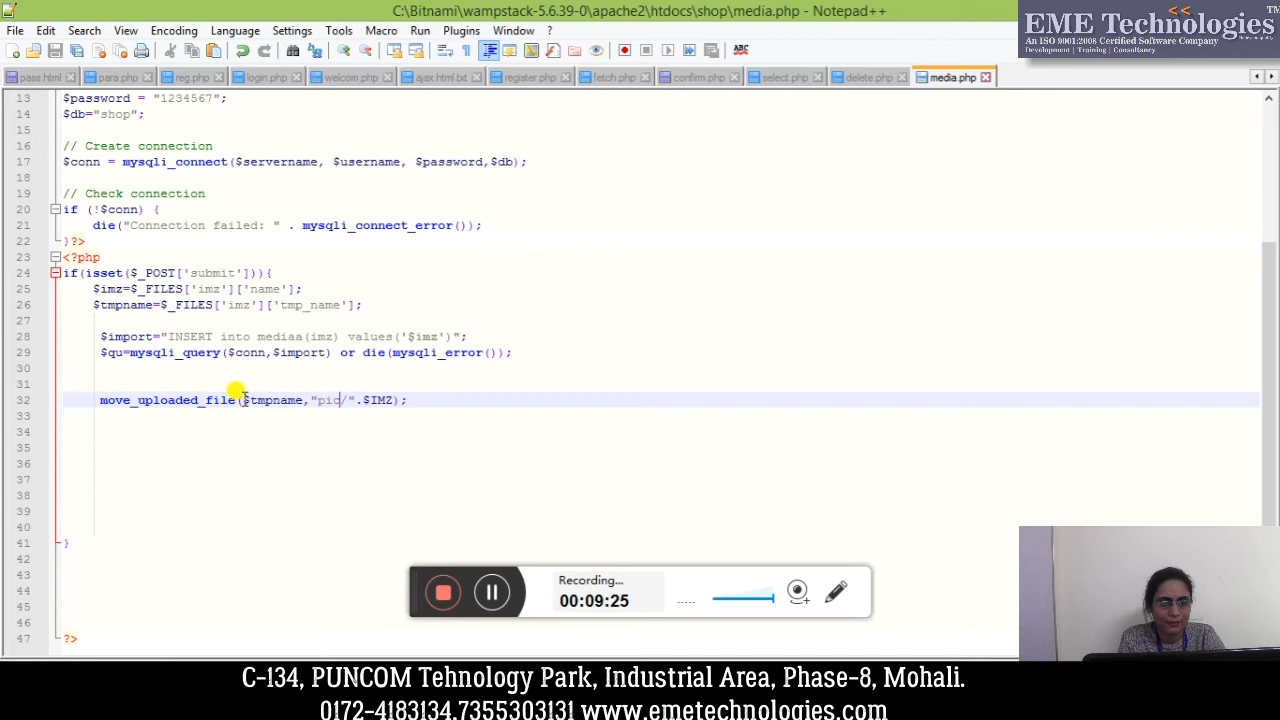 C:\Bitnami\wampstack-5.6.39-0\apache2\htdocs\shop\media.php - Notepad++
EME Technologies TM
An ISO 9001:2008 Certified Software Company
Development | Training | Consultancy
File Edit Search View Encoding Language Settings Tools Macro Run Plugins Window ?
pass.html para.php reg.php login.php welcom.php ajax.html.txt register.php fetch.php confirm.php select.php delete.php media.php
13 $password = "1234567";
14 $db="shop";
15
16 // Create connection
17 $conn = mysqli_connect($servername, $username, $password,$db);
18
19 // Check connection
20 if (!$conn) {
21 die("Connection failed: " . mysqli_connect_error());
22 }?>
23 <?php
24 if(isset($_POST['submit'])){
25 $imz=$_FILES['imz']['name'];
26 $tmpname=$_FILES['imz']['tmp_name'];
27
28 $import="INSERT into mediaa(imz) values('$imz')";
29 $qu=mysqli_query($conn,$import) or die(mysqli_error());
30
31
32 move_uploaded_file($tmpname,"pic/".$IMZ);
33
34
35
36
37
38
39
40
41 }
42
43
44
45
46
47 ?>
Recording...
00:09:25
C-134, PUNCOM Tehnology Park, Industrial Area, Phase-8, Mohali.
0172-4183134,7355303131 www.emetechnologies.com